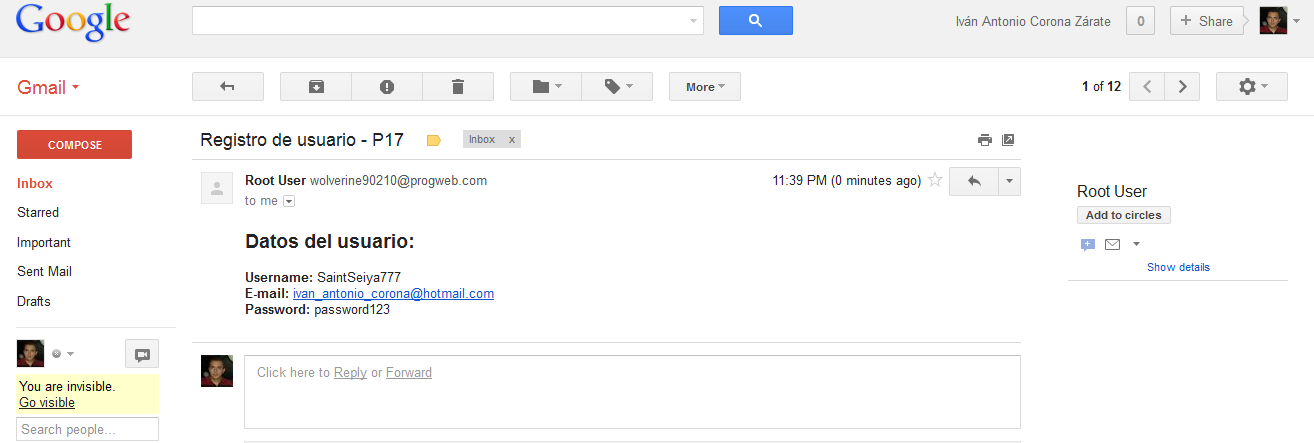 Google
Iván Antonio Corona Zárate
0
+ Share
Gmail
More
1 of 12
COMPOSE
Registro de usuario - P17
Inbox x
Inbox
Starred
Important
Sent Mail
Drafts
Root User wolverine90210@progweb.com
11:39 PM (0 minutes ago)
to me
Datos del usuario:
Username: SaintSeiya777
E-mail: ivan_antonio_corona@hotmail.com
Password: password123
Root User
Add to circles
Show details
You are invisible.
Go visible
Search people...
Click here to Reply or Forward